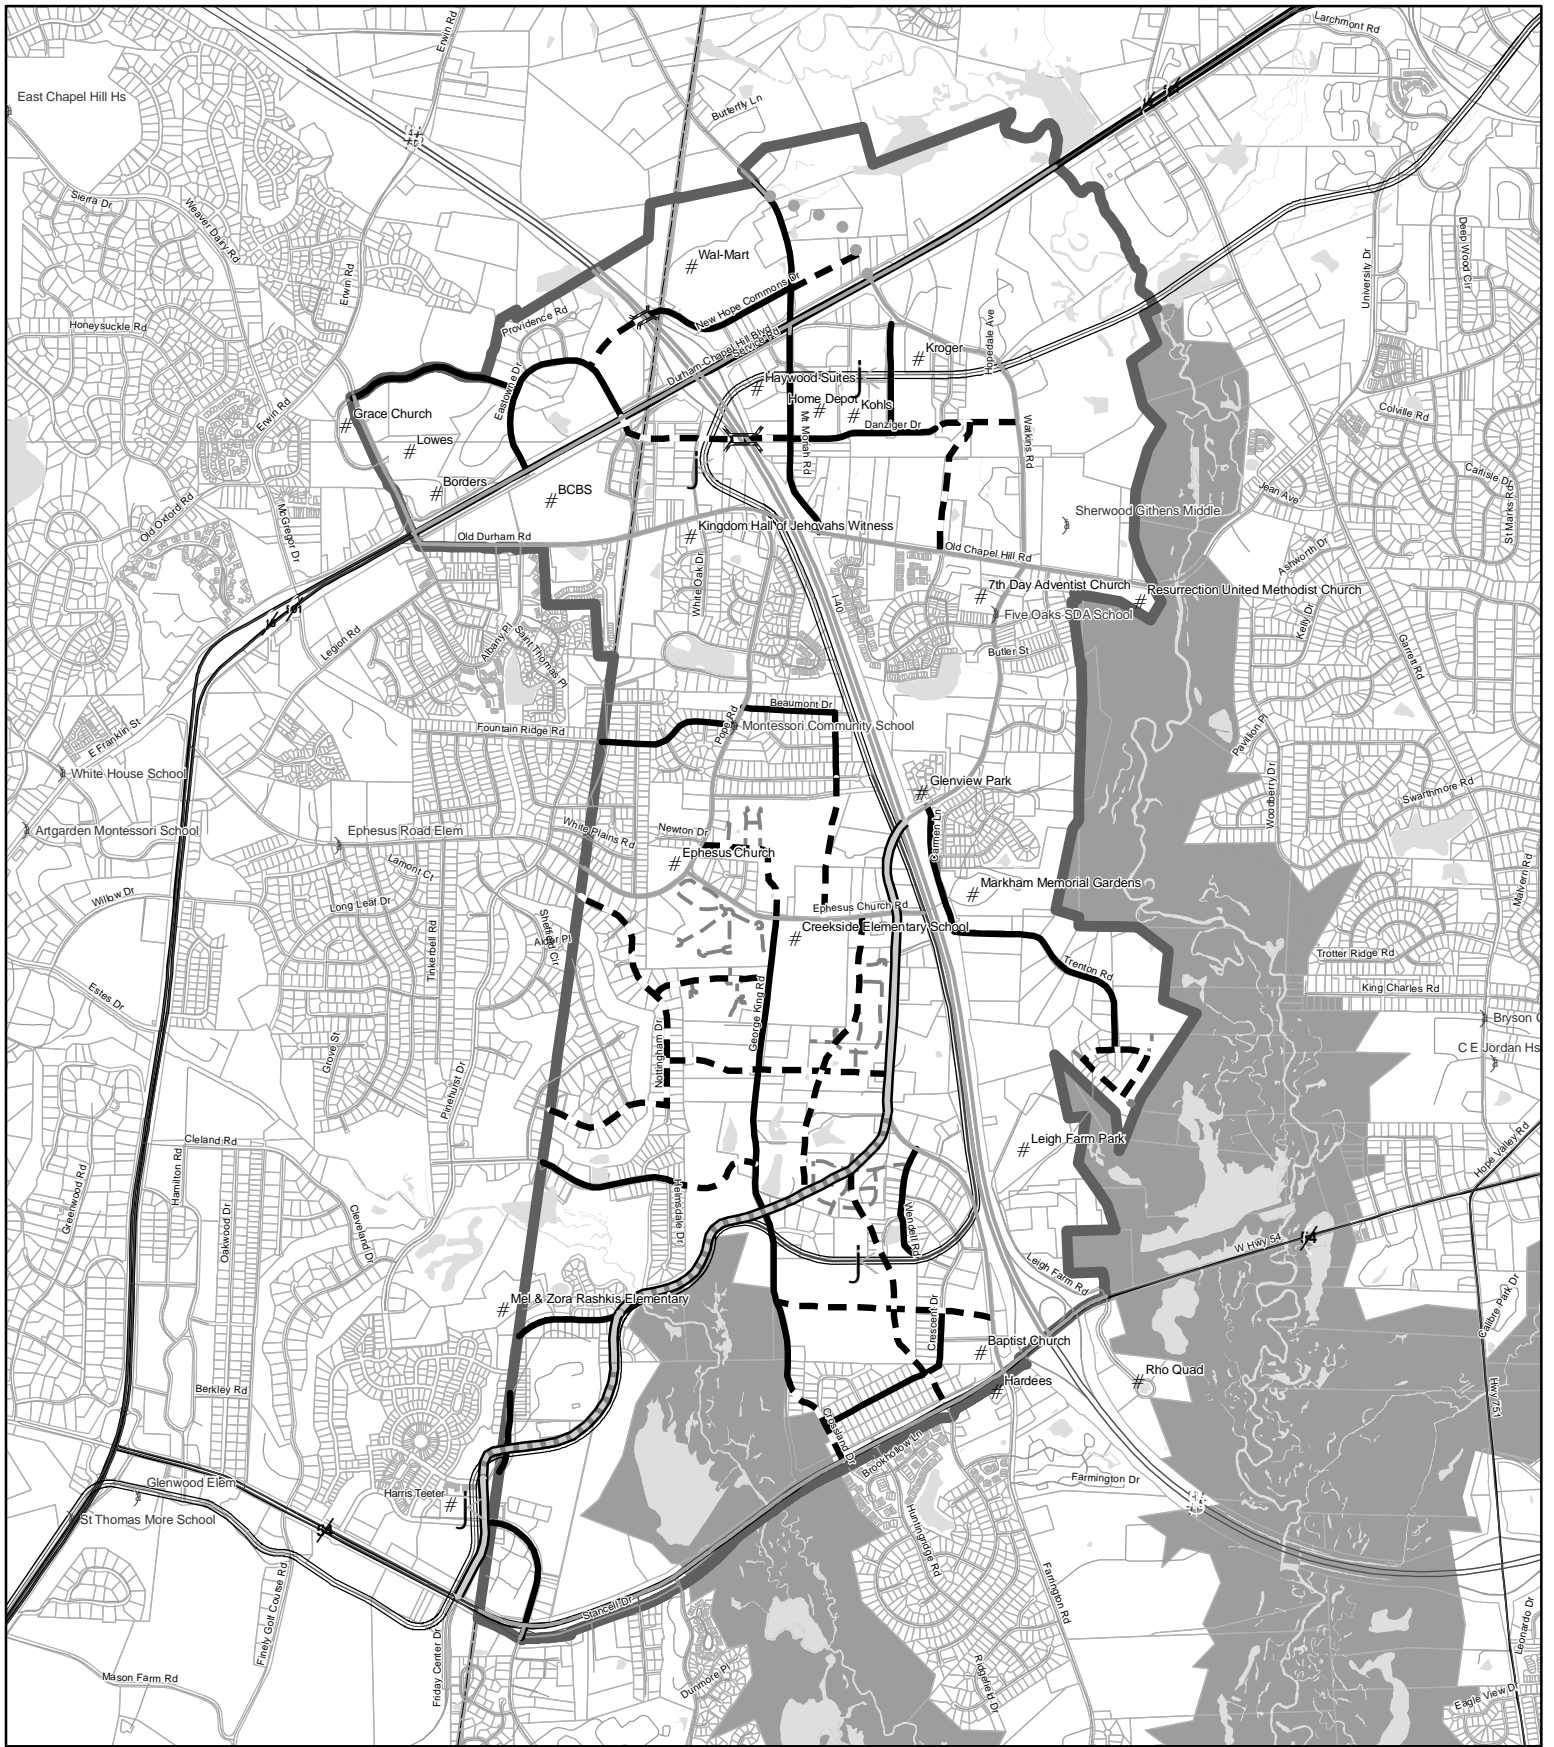 Larchmont Rd
Erwin Rd
East Chapel Hill Hs
Butterfly Ln
Sierra Dr
Weaver Dairy Rd
Deep Wood Cir
University Dr
Wal-Mart
Erwin Rd
New Hope Commons Dr
Providence Rd
Honeysuckle Rd
Durham-Chapel Hill Blvd
Service Rd
Hopedale Ave
Kroger
Eastowne Dr
Haywood Suites
Home Depot
Kohls
Grace Church
Erwin Rd
Mt Moriah Rd
Danziger Dr
Watkins Rd
Colville Rd
Lowes
Carlisle Dr
Borders
BCBS
Jean Ave
St Marks Rd
Old Oxford Rd
McGregor Dr
Sherwood Githens Middle
Kingdom Hall of Jehovahs Witness
Old Durham Rd
Old Chapel Hill Rd
Ashworth Dr
White Oak Dr
I-40
7th Day Adventist Church
Resurrection United Methodist Church
501
Five Oaks SDA School
Kelly Dr
Legion Rd
Albany Pl
Saint Thomas Pl
Butler St
Garrett Rd
Beaumont Dr
Pope Rd
Montessori Community School
Fountain Ridge Rd
E Franklin St
Pavillion Pl
White House School
Glenview Park
Woodberry Dr
Swarthmore Rd
Artgarden Montessori School
Ephesus Road Elem
White Plains Rd
Newton Dr
Carmen Ln
Ephesus Church
Lamont Ct
Markham Memorial Gardens
Malvern Rd
Willow Dr
Long Leaf Dr
Ephesus Church Rd
Sheffield Cir
Creekside Elementary School
Alder Pl
Tinkerbell Rd
Trotter Ridge Rd
Trenton Rd
King Charles Rd
Estes Dr
George King Rd
Bryson
Grove St
Nottingham Dr
C E Jordan Hs
Pinehurst Dr
Cleland Rd
Leigh Farm Park
Hope Valley Rd
Hamilton Rd
Greenwood Rd
Oakwood Dr
Cleveland Dr
Helmsdale Dr
Wendell Rd
W Hwy 54
54
Leigh Farm Rd
Mel & Zora Rashkis Elementary
Crescent Dr
Calibre Park Dr
Baptist Church
Rho Quad
Hardees
Berkley Rd
Hwy 751
Crossland Dr
Brookhollow Ln
Farmington Dr
Glenwood Elem
Harris Teeter
St Thomas More School
54
Huntingridge Rd
Finely Golf Course Rd
Stancell Dr
Farrington Rd
Leonardo Dr
Friday Center Dr
Mason Farm Rd
Dunmore Pl
Ridgefield Dr
Eagle View D